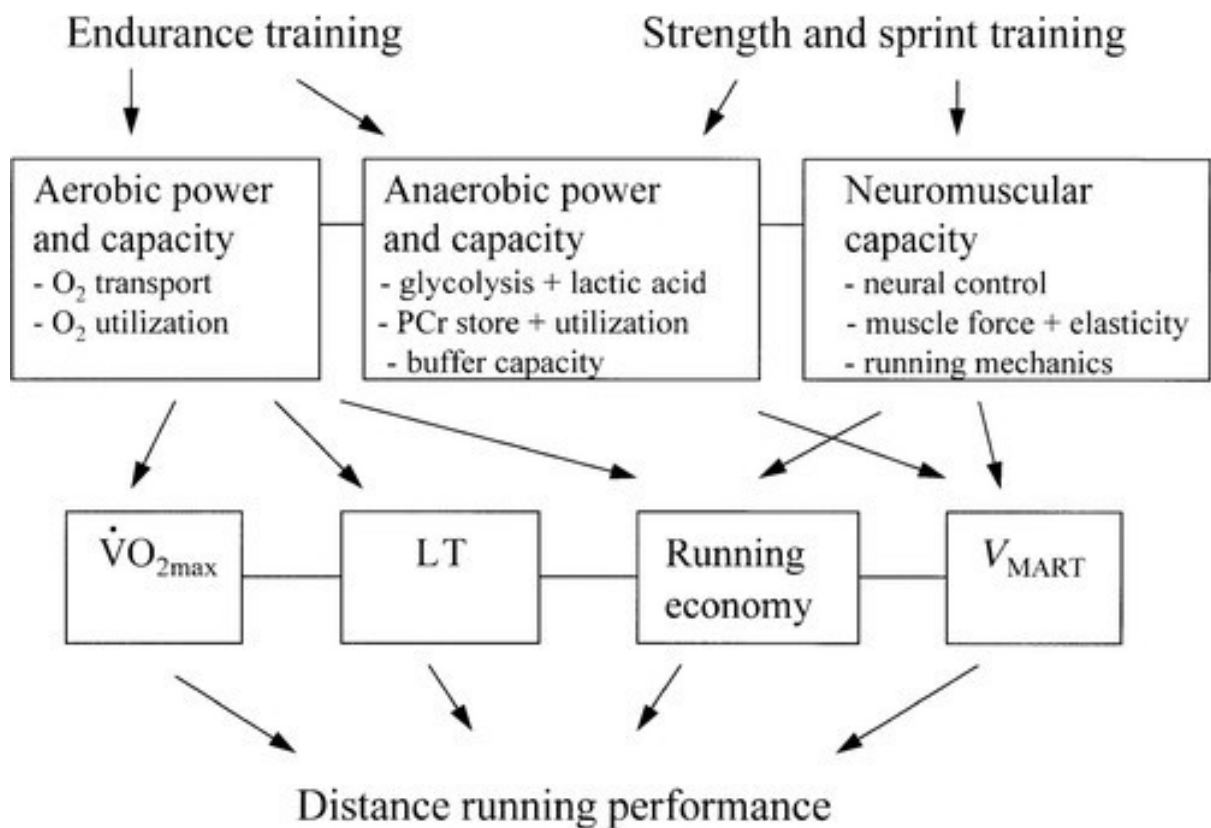 Endurance training
Strength and sprint training
Aerobic power
and capacity
- O₂ transport
- O₂ utilization
Anaerobic power
and capacity
- glycolysis + lactic acid
- PCr store + utilization
- buffer capacity
Neuromuscular
capacity
- neural control
- muscle force + elasticity
- running mechanics
V̇O₂max
LT
Running
economy
V_MART
Distance running performance